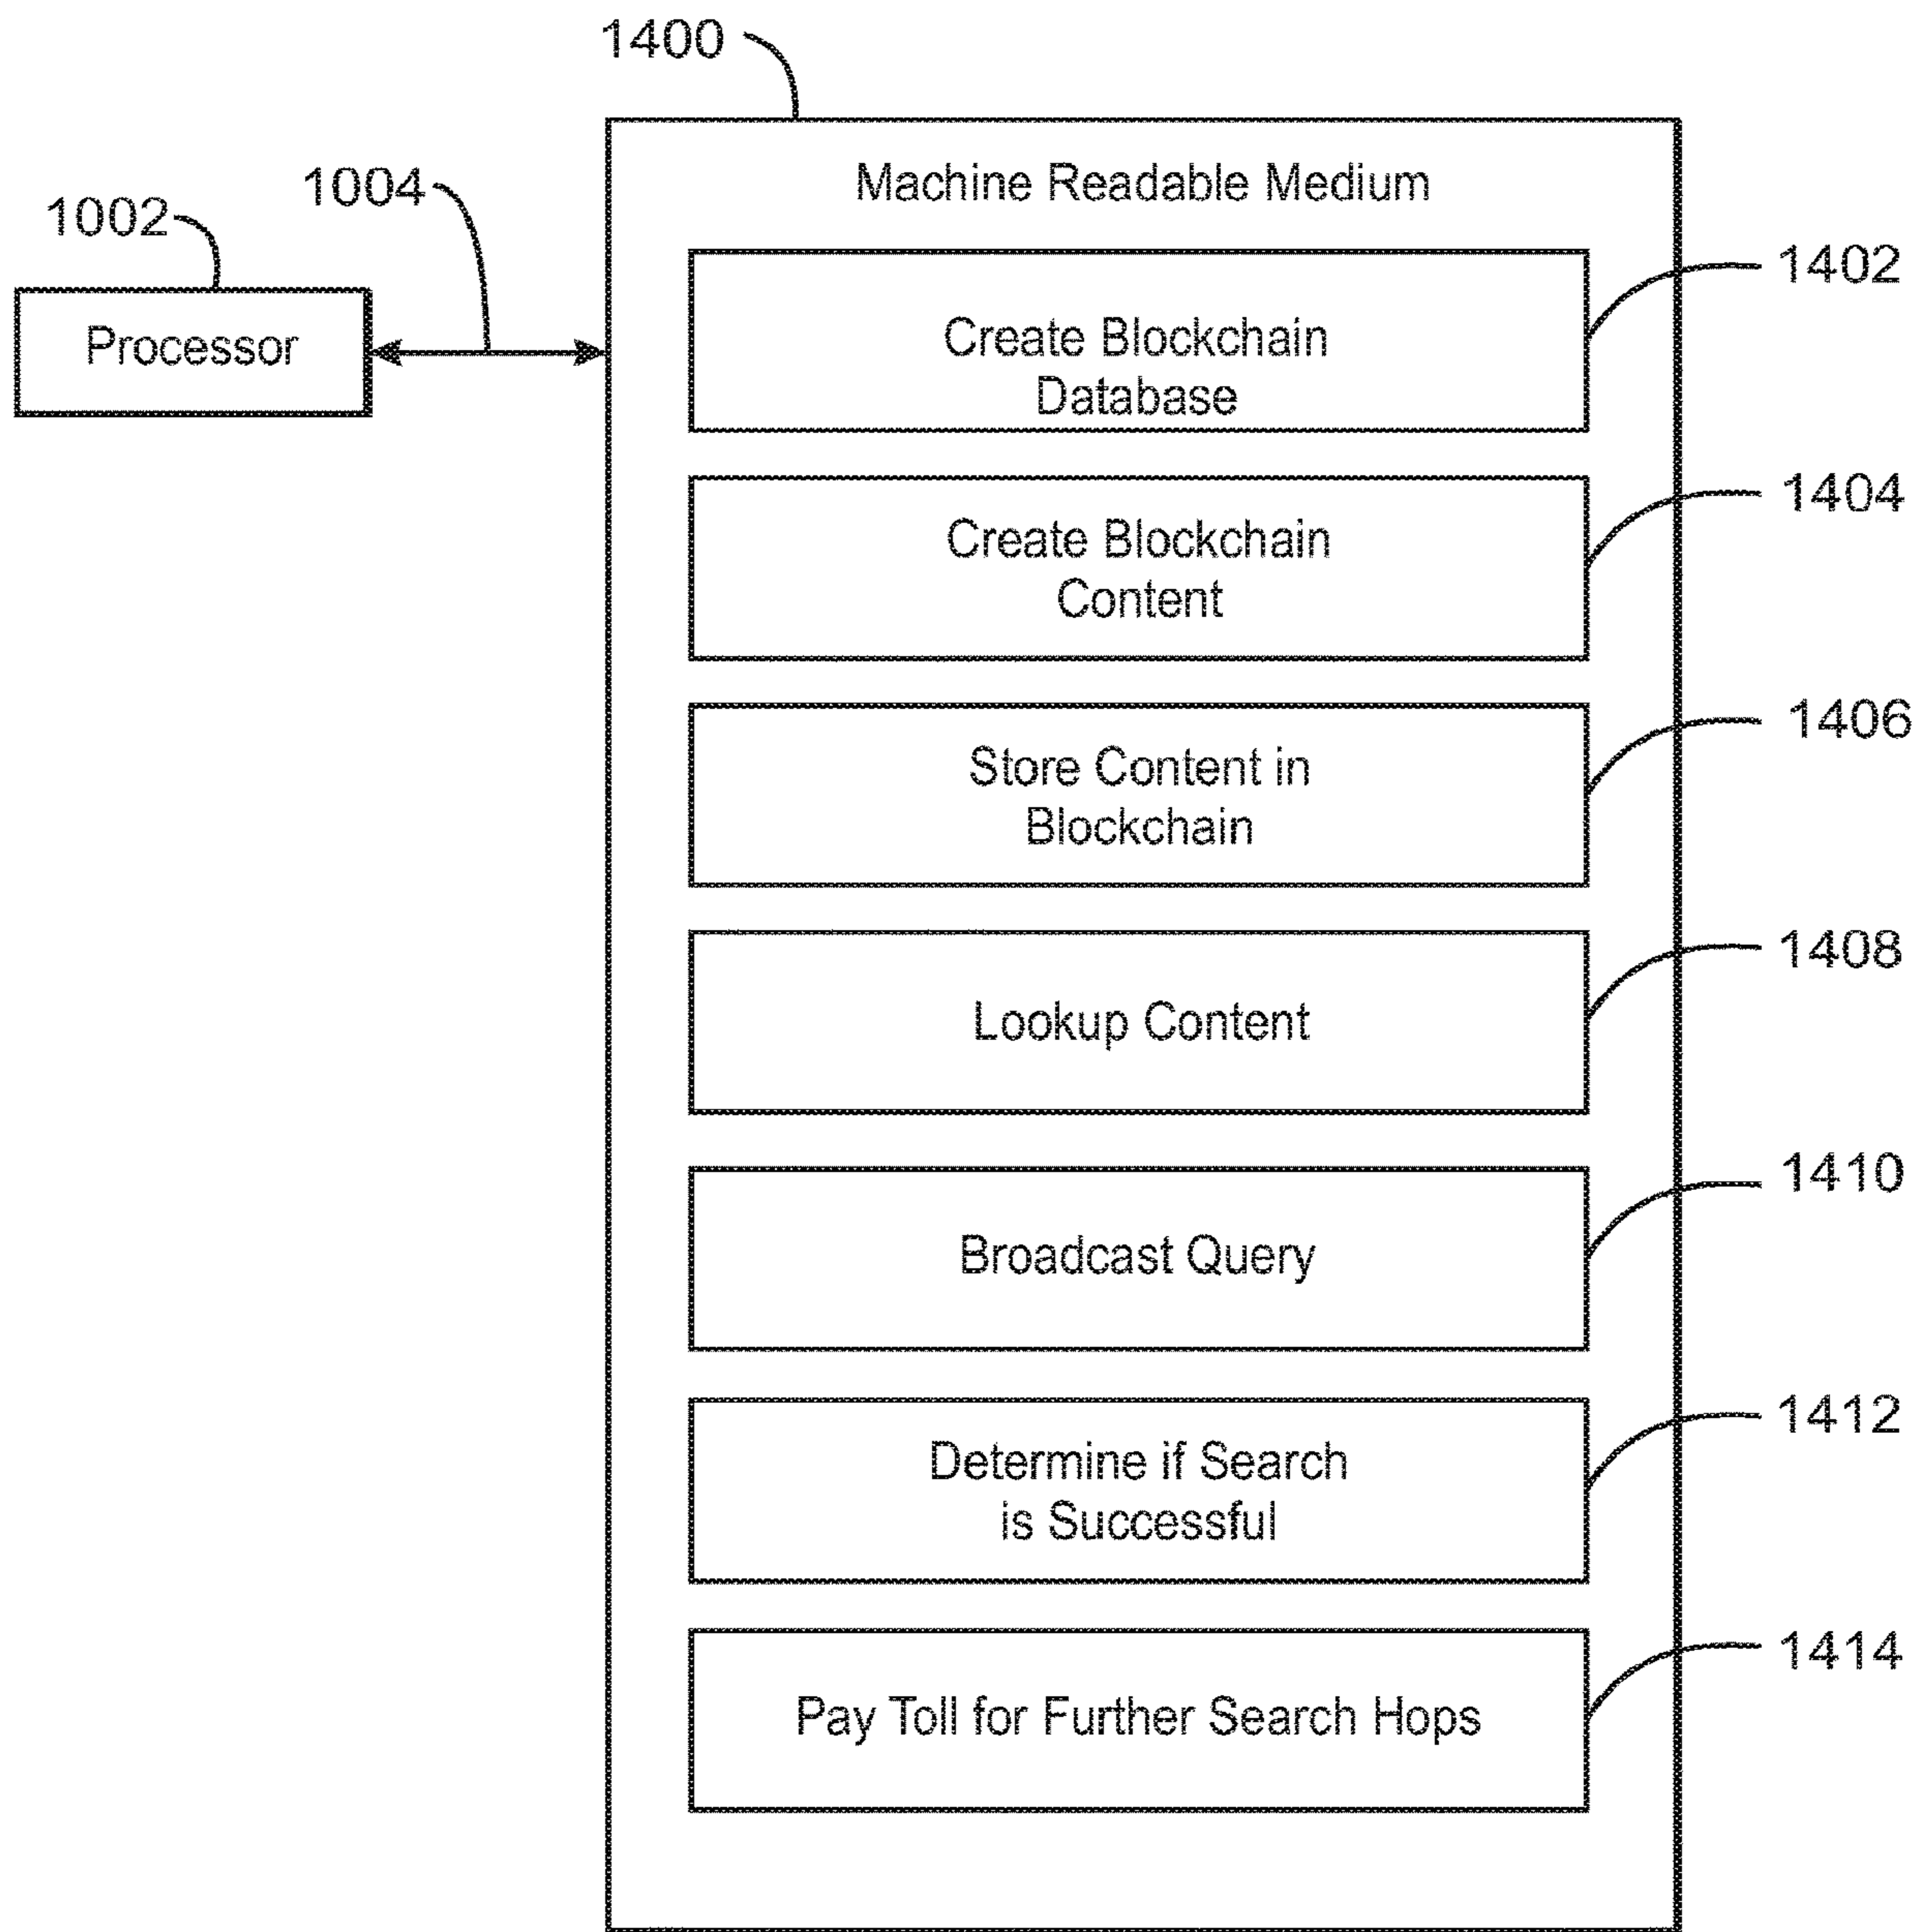 1400
1004
1002
Machine Readable Medium
Processor
Create Blockchain
Database
1402
Create Blockchain
Content
1404
Store Content in
Blockchain
1406
Lookup Content
1408
Broadcast Query
1410
Determine if Search
is Successful
1412
Pay Toll for Further Search Hops
1414